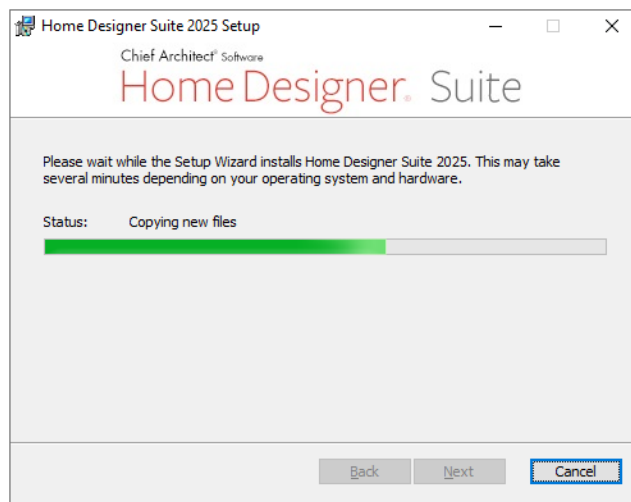 Home Designer Suite 2025 Setup
Chief Architect® Software
Home Designer® Suite
Please wait while the Setup Wizard installs Home Designer Suite 2025. This may take
several minutes depending on your operating system and hardware.
Status: Copying new files
Back Next Cancel